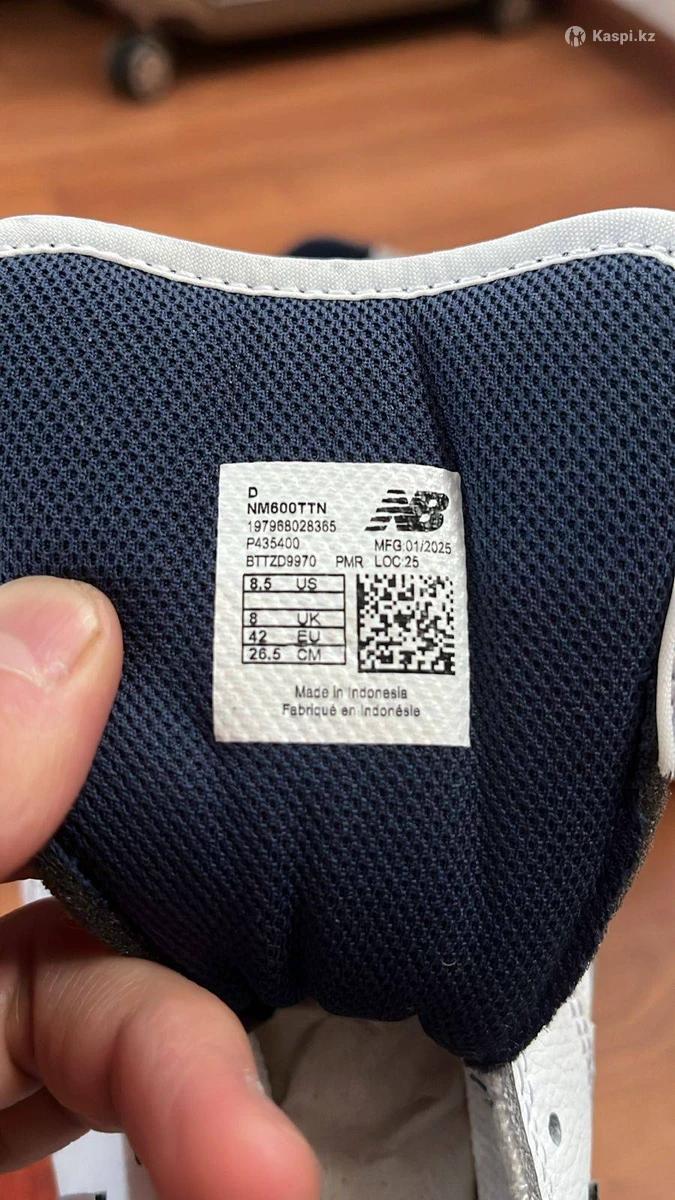 Kaspi.kz
D
NM600TTN
197968028365
P435400
MFG:01/2025
BTTZD9970 PMR LOC:25
8.5 US
8 UK
42 EU
26.5 CM
Made in Indonesia
Fabriqué en Indonésie
NB